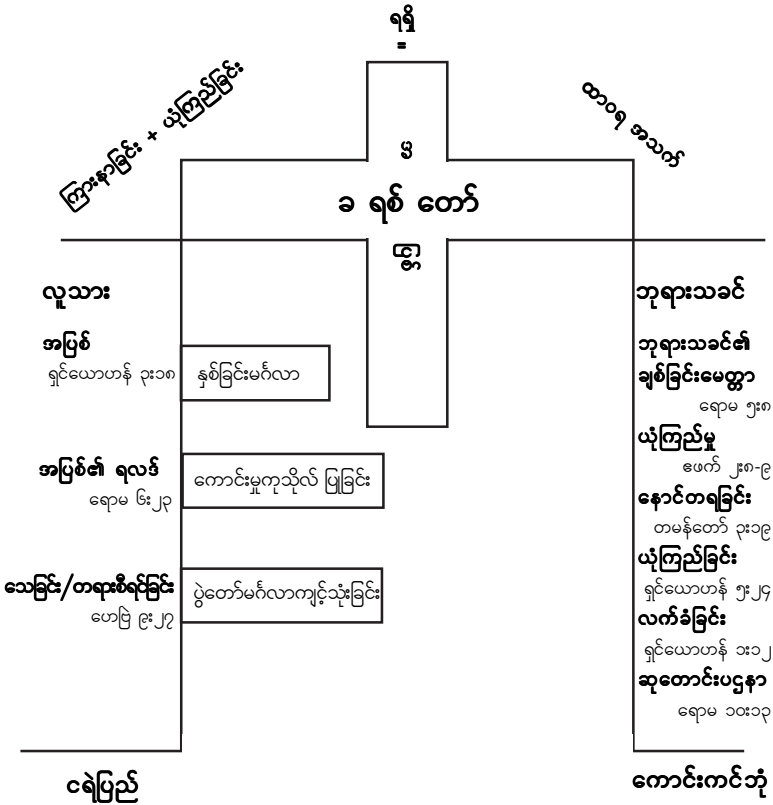 ရရှိ
=
ကြားနာခြင်း + ယုံကြည်ခြင်း
ထာဝရ အသက်
ခ ရစ် တော်
လူသား
ဘုရားသခင်
အပြစ်
ရှင်ယောဟန် ၃း၁၈
နှစ်ခြင်းမင်္ဂလာ
ဘုရားသခင်၏
ချစ်ခြင်းမေတ္တာ
ရောမ ၅း၈
ယုံကြည်မှု
ဧဖက် ၂း၈-၉
အပြစ်၏ ရလဒ်
ရောမ ၆း၂၃
ကောင်းမှုကုသိုလ် ပြုခြင်း
နောင်တရခြင်း
တမန်တော် ၃း၁၉
ယုံကြည်ခြင်း
ရှင်ယောဟန် ၅း၂၄
သေခြင်း/တရားစီရင်ခြင်း
ဟေဗြဲ ၉း၂၇
ပွဲတော်မင်္ဂလာကျင့်သုံးခြင်း
လက်ခံခြင်း
ရှင်ယောဟန် ၁း၁၂
ဆုတောင်းပဌနာ
ရောမ ၁၀း၁၃
ငရဲပြည်
ကောင်းကင်ဘုံ